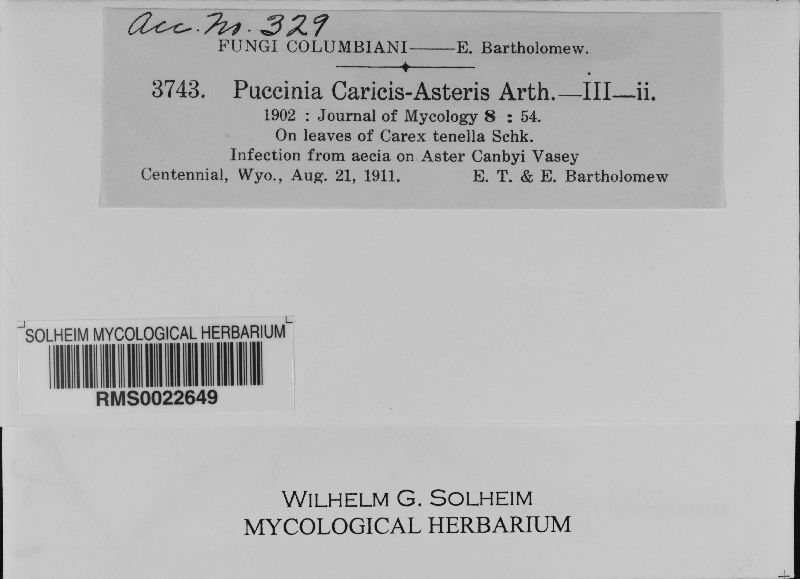 Acc. No. 329
FUNGI COLUMBIANI—E. Bartholomew.
3743. Puccinia Caricis-Asteris Arth.—III—ii.
1902 : Journal of Mycology 8 : 54.
On leaves of Carex tenella Schk.
Infection from aecia on Aster Canbyi Vasey
Centennial, Wyo., Aug. 21, 1911. E. T. & E. Bartholomew
SOLHEIM MYCOLOGICAL HERBARIUM
RMS0022649
WILHELM G. SOLHEIM
MYCOLOGICAL HERBARIUM